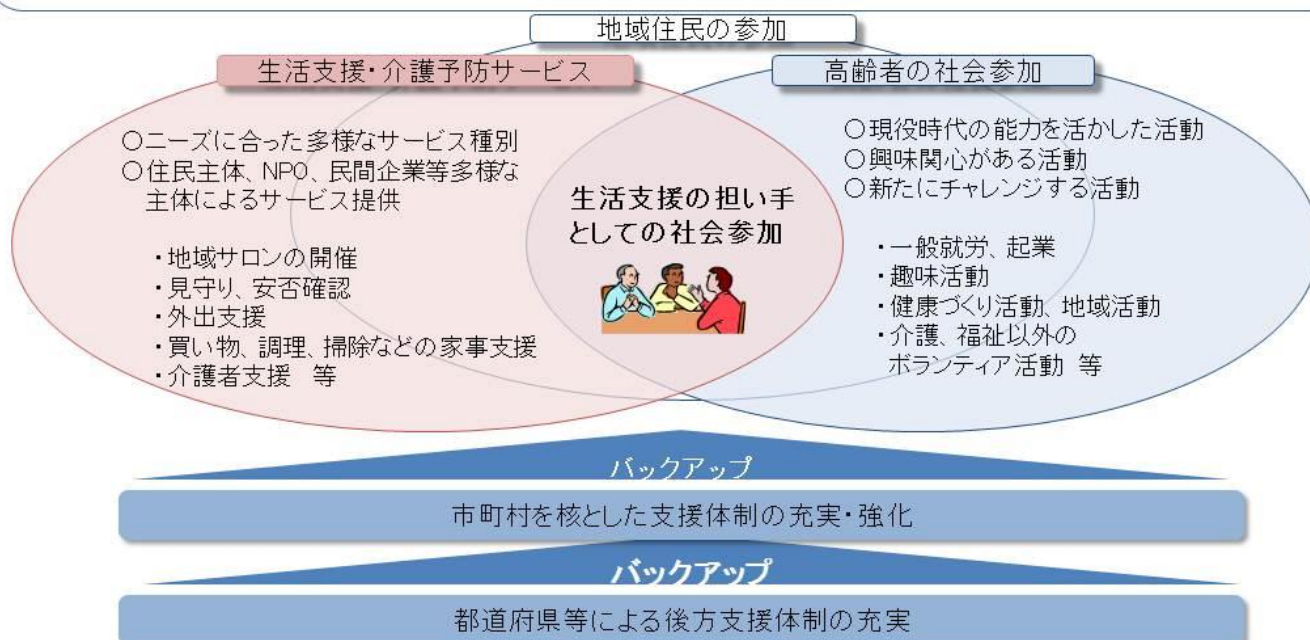 地域住民の参加
生活支援・介護予防サービス
高齢者の社会参加
○ニーズに合った多様なサービス種別
○住民主体、NPO、民間企業等多様な
主体によるサービス提供
・地域サロンの開催
・見守り、安否確認
・外出支援
・買い物、調理、掃除などの家事支援
・介護者支援 等
生活支援の担い手
としての社会参加
○現役時代の能力を活かした活動
○興味関心がある活動
○新たにチャレンジする活動
・一般就労、起業
・趣味活動
・健康づくり活動、地域活動
・介護、福祉以外の
ボランティア活動 等
バックアップ
市町村を核とした支援体制の充実・強化
バックアップ
都道府県等による後方支援体制の充実